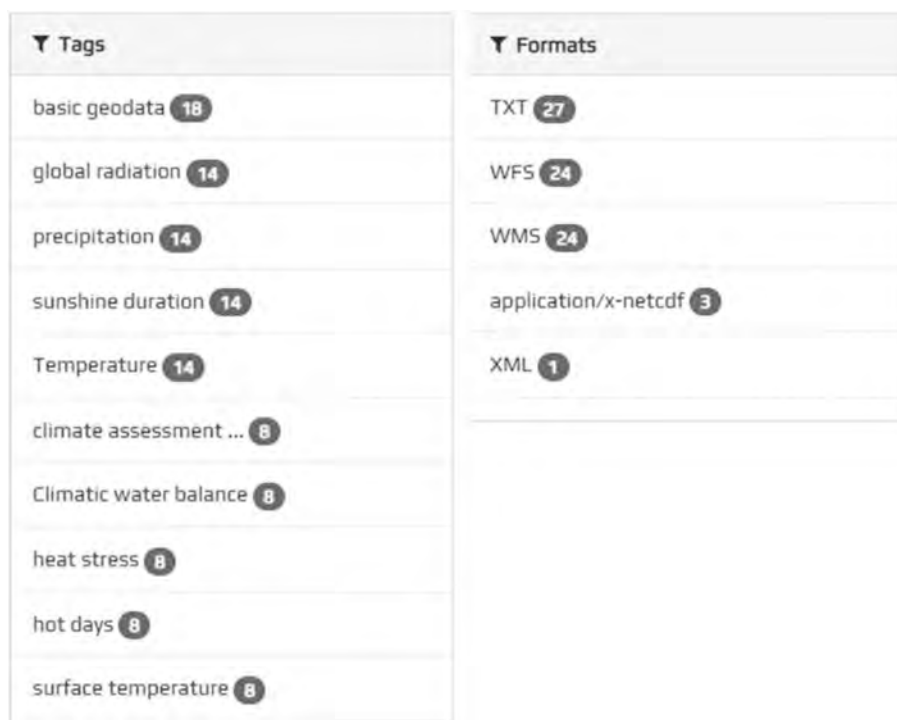 Tags
basic geodata 18
global radiation 14
precipitation 14
sunshine duration 14
Temperature 14
climate assessment ... 8
Climatic water balance 8
heat stress 8
hot days 8
surface temperature 8
Formats
TXT 27
WFS 24
WMS 24
application/x-netcdf 3
XML 1